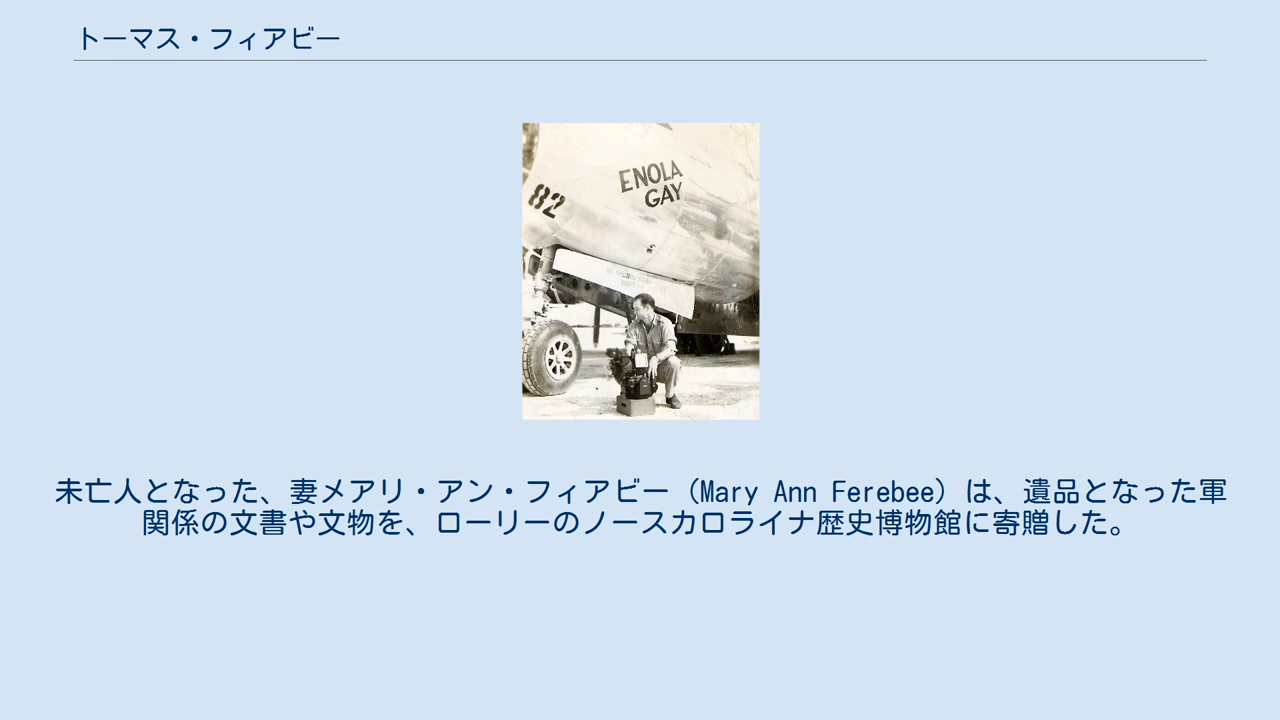 トーマス・フィアビー
ENOLA
GAY
82
未亡人となった、妻メアリ・アン・フィアビー（Mary Ann Ferebee）は、遺品となった軍
関係の文書や文物を、ローリーのノースカロライナ歴史博物館に寄贈した。